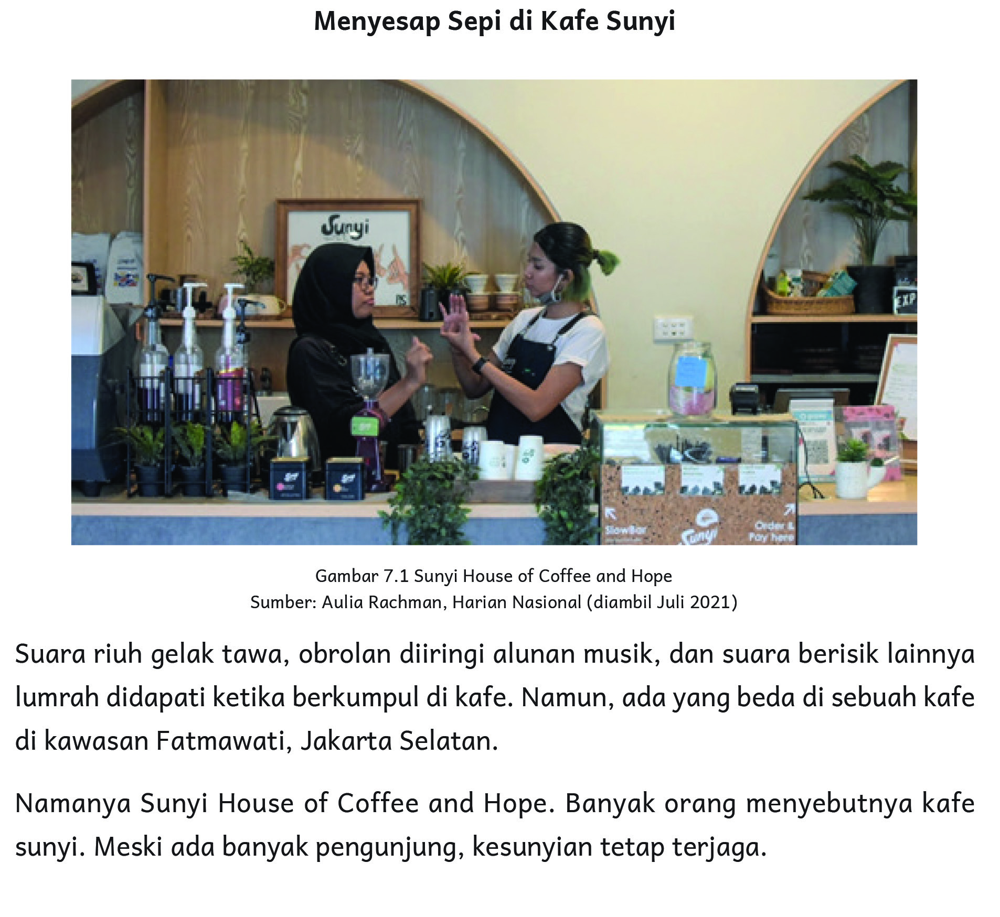 Menyesap Sepi di Kafe Sunyi
Sunyi
EXP
SlowBar
Sunyi
Order &
Pay here
Gambar 7.1 Sunyi House of Coffee and Hope
Sumber: Aulia Rachman, Harian Nasional (diambil Juli 2021)
Suara riuh gelak tawa, obrolan diiringi alunan musik, dan suara berisik lainnya
lumrah didapati ketika berkumpul di kafe. Namun, ada yang beda di sebuah kafe
di kawasan Fatmawati, Jakarta Selatan.
Namanya Sunyi House of Coffee and Hope. Banyak orang menyebutnya kafe
sunyi. Meski ada banyak pengunjung, kesunyian tetap terjaga.